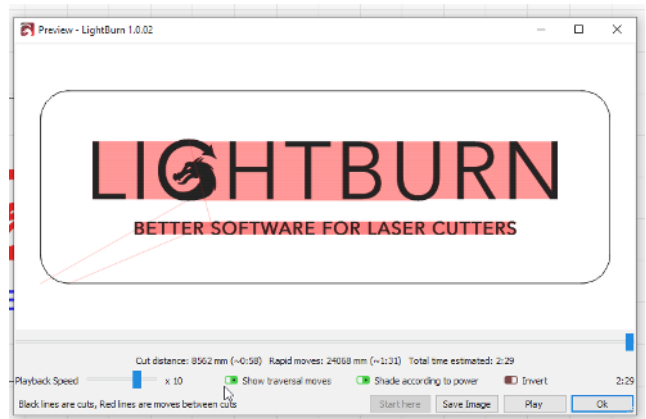 Preview - LightBurn 1.0.02
LIGHTBURN
BETTER SOFTWARE FOR LASER CUTTERS
Cut distance: 8562 mm (~0:58) Rapid moves: 24068 mm (~1:31) Total time estimated: 2:29
Playback Speed x 10 Show traversal moves Shade according to power Invert 2:29
Black lines are cuts, Red lines are moves between cuts Start here Save Image Play Ok